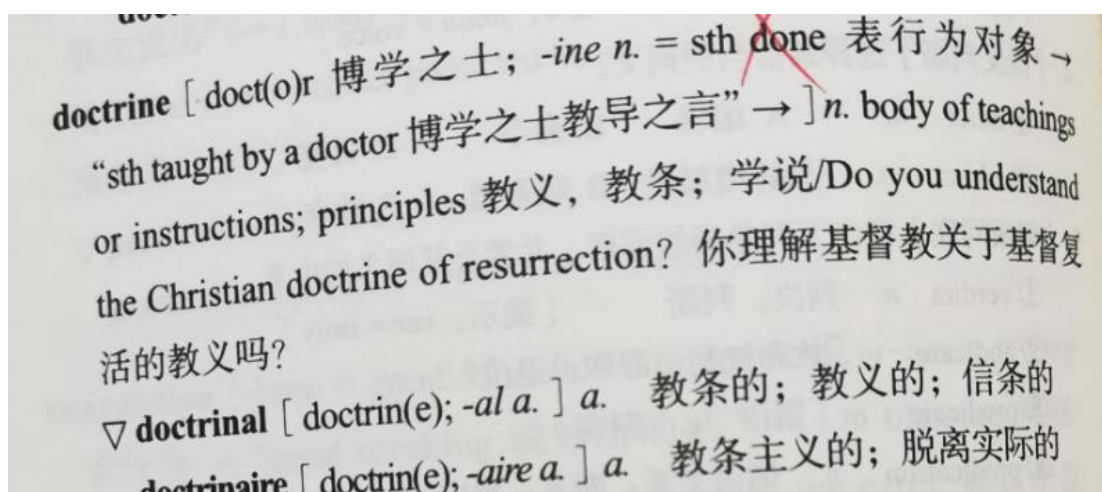 doctrine [ doct(o)r 博学之士；-ine n. = sth done 表行为对象 →
“sth taught by a doctor 博学之士教导之言” → ] n. body of teachings
or instructions; principles 教义，教条；学说/Do you understand
the Christian doctrine of resurrection? 你理解基督教关于基督复
活的教义吗?
▽ doctrinal [ doctrin(e); -al a. ] a. 教条的；教义的；信条的
doctrinaire [ doctrin(e); -aire a. ] a. 教条主义的；脱离实际的